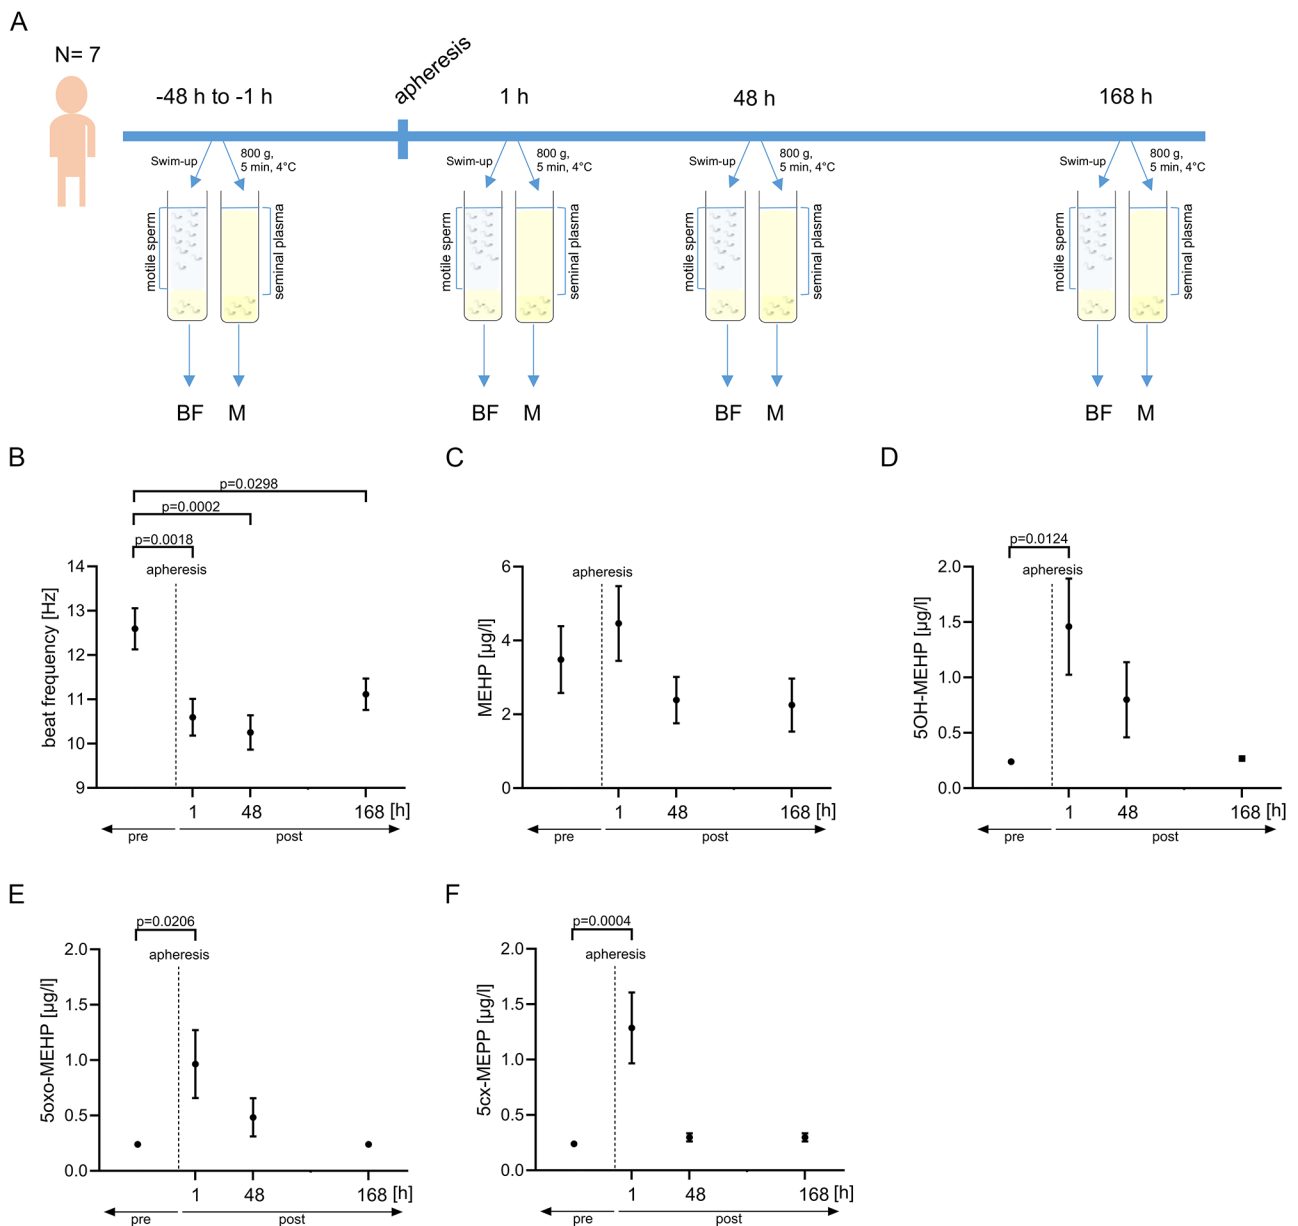 A
N= 7
-48 h to -1 h
apheresis
1 h
48 h
168 h
Swim-up
800 g,
5 min, 4°C
Swim-up
800 g,
5 min, 4°C
Swim-up
800 g,
5 min, 4°C
Swim-up
800 g,
5 min, 4°C
motile sperm
seminal plasma
motile sperm
seminal plasma
motile sperm
seminal plasma
motile sperm
seminal plasma
BF M
BF M
BF M
BF M
B
p=0.0298
p=0.0002
p=0.0018
apheresis
beat frequency [Hz]
14
13
12
11
10
9
1 48 168 [h]
pre post
C
apheresis
MEHP [µg/l]
6
4
2
0
1 48 168 [h]
pre post
D
p=0.0124
apheresis
5OH-MEHP [µg/l]
2.0
1.5
1.0
0.5
0.0
1 48 168 [h]
pre post
E
p=0.0206
apheresis
5oxo-MEHP [µg/l]
2.0
1.5
1.0
0.5
0.0
1 48 168 [h]
pre post
F
p=0.0004
apheresis
5cx-MEPP [µg/l]
2.0
1.5
1.0
0.5
0.0
1 48 168 [h]
pre post